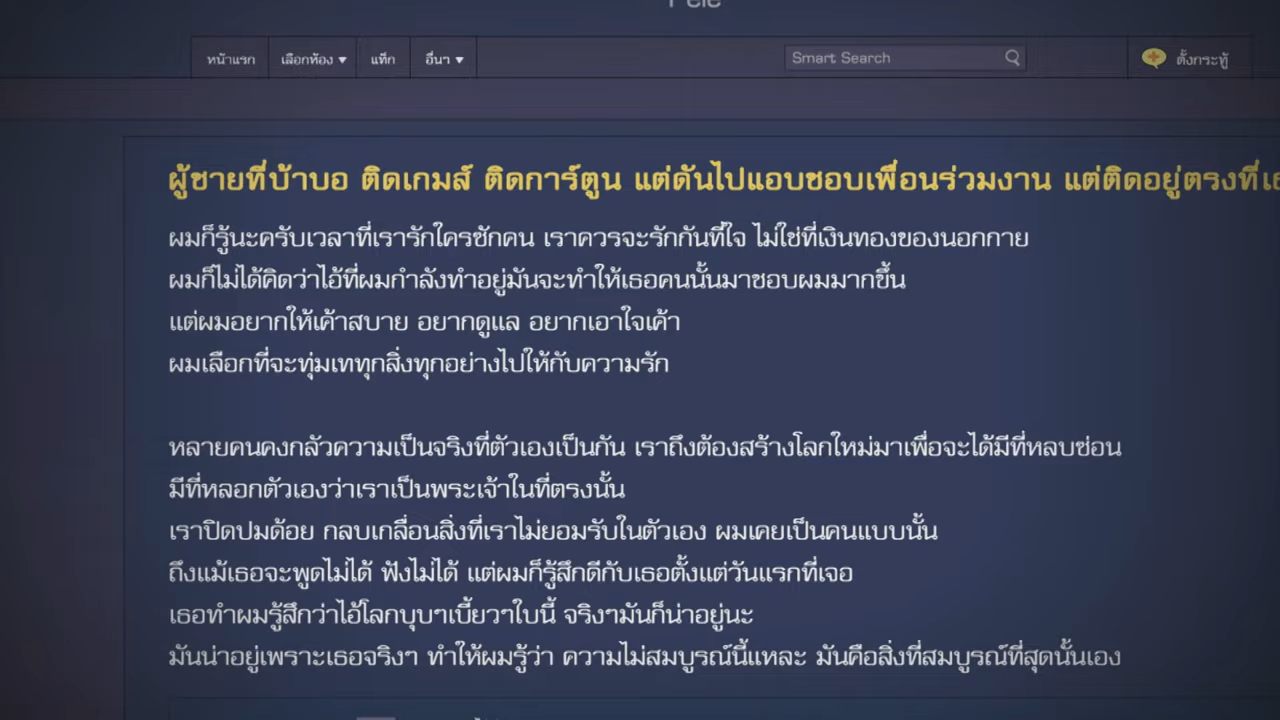 หน้าแรก เลือกห้อง ▼ แท็ก อื่นๆ ▼ Smart Search ตั้งกระทู้
ผู้ชายที่บ้าบอ ติดเกมส์ ติดการ์ตูน แต่ดันไปแอบชอบเพื่อนร่วมงาน แต่ติดอยู่ตรงที่
ผมก็รู้นะครับเวลาที่เรารักใครซักคน เราควรจะรักกันที่ใจ ไม่ใช่ที่เงินทองของนอกกาย
ผมก็ไม่ได้คิดว่าไอ้ที่ผมกำลังทำอยู่มันจะทำให้เธอคนนั้นมาชอบผมมากขึ้น
แต่ผมอยากให้เค้าสบาย อยากดูแล อยากเอาใจเค้า
ผมเลือกที่จะทุ่มเททุกสิ่งทุกอย่างไปให้กับความรัก
หลายคนคงกลัวความเป็นจริงที่ตัวเองเป็นกัน เราถึงต้องสร้างโลกใหม่มาเพื่อจะได้มีที่หลบซ่อน
มีที่หลอกตัวเองว่าเราเป็นพระเจ้าในที่ตรงนั้น
เราปิดปมด้อย กลบเกลื่อนสิ่งที่เราไม่ยอมรับในตัวเอง ผมเคยเป็นคนแบบนั้น
ถึงแม้เธอจะพูดไม่ได้ ฟังไม่ได้ แต่ผมก็รู้สึกดีกับเธอตั้งแต่วันแรกที่เจอ
เธอทำผมรู้สึกว่าไอ้โลกบุบๆเบี้ยวๆใบนี้ จริงๆมันก็น่าอยู่นะ
มันน่าอยู่เพราะเธอจริงๆ ทำให้ผมรู้ว่า ความไม่สมบูรณ์นี้แหละ มันคือสิ่งที่สมบูรณ์ที่สุดนั้นเอง